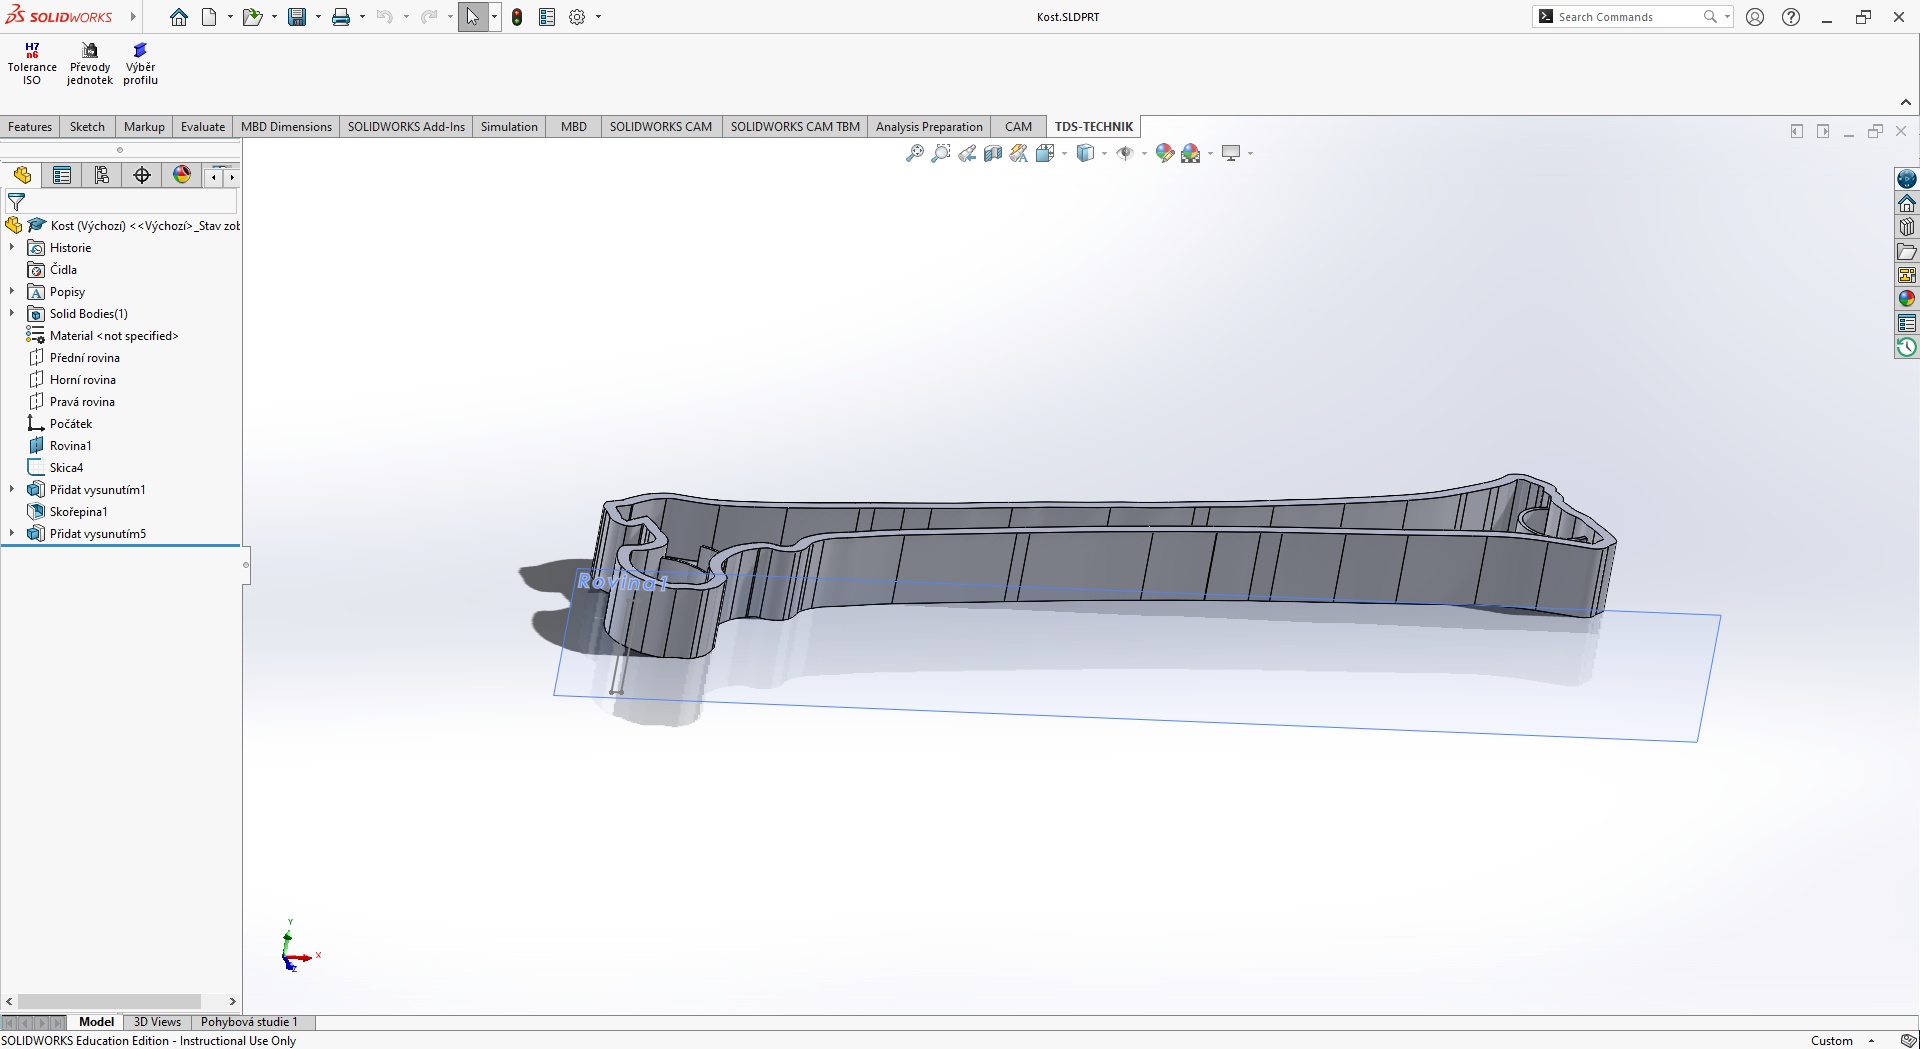 SOLIDWORKS
Kost.SLDPRT
Search Commands
H7
n6
Tolerance
ISO
Převody
jednotek
Výběr
profilu
Features
Sketch
Markup
Evaluate
MBD Dimensions
SOLIDWORKS Add-Ins
Simulation
MBD
SOLIDWORKS CAM
SOLIDWORKS CAM TBM
Analysis Preparation
CAM
TDS-TECHNIK
Kost (Výchozí) <<Výchozí>_Stav zob
Historie
Čidla
Popisy
Solid Bodies(1)
Material <not specified>
Přední rovina
Horní rovina
Pravá rovina
Počátek
Rovina1
Skica4
Přidat vysunutím1
Skořepina1
Přidat vysunutím5
Rovina1
Y
X
Z
Model
3D Views
Pohybová studie 1
SOLIDWORKS Education Edition - Instructional Use Only
Custom